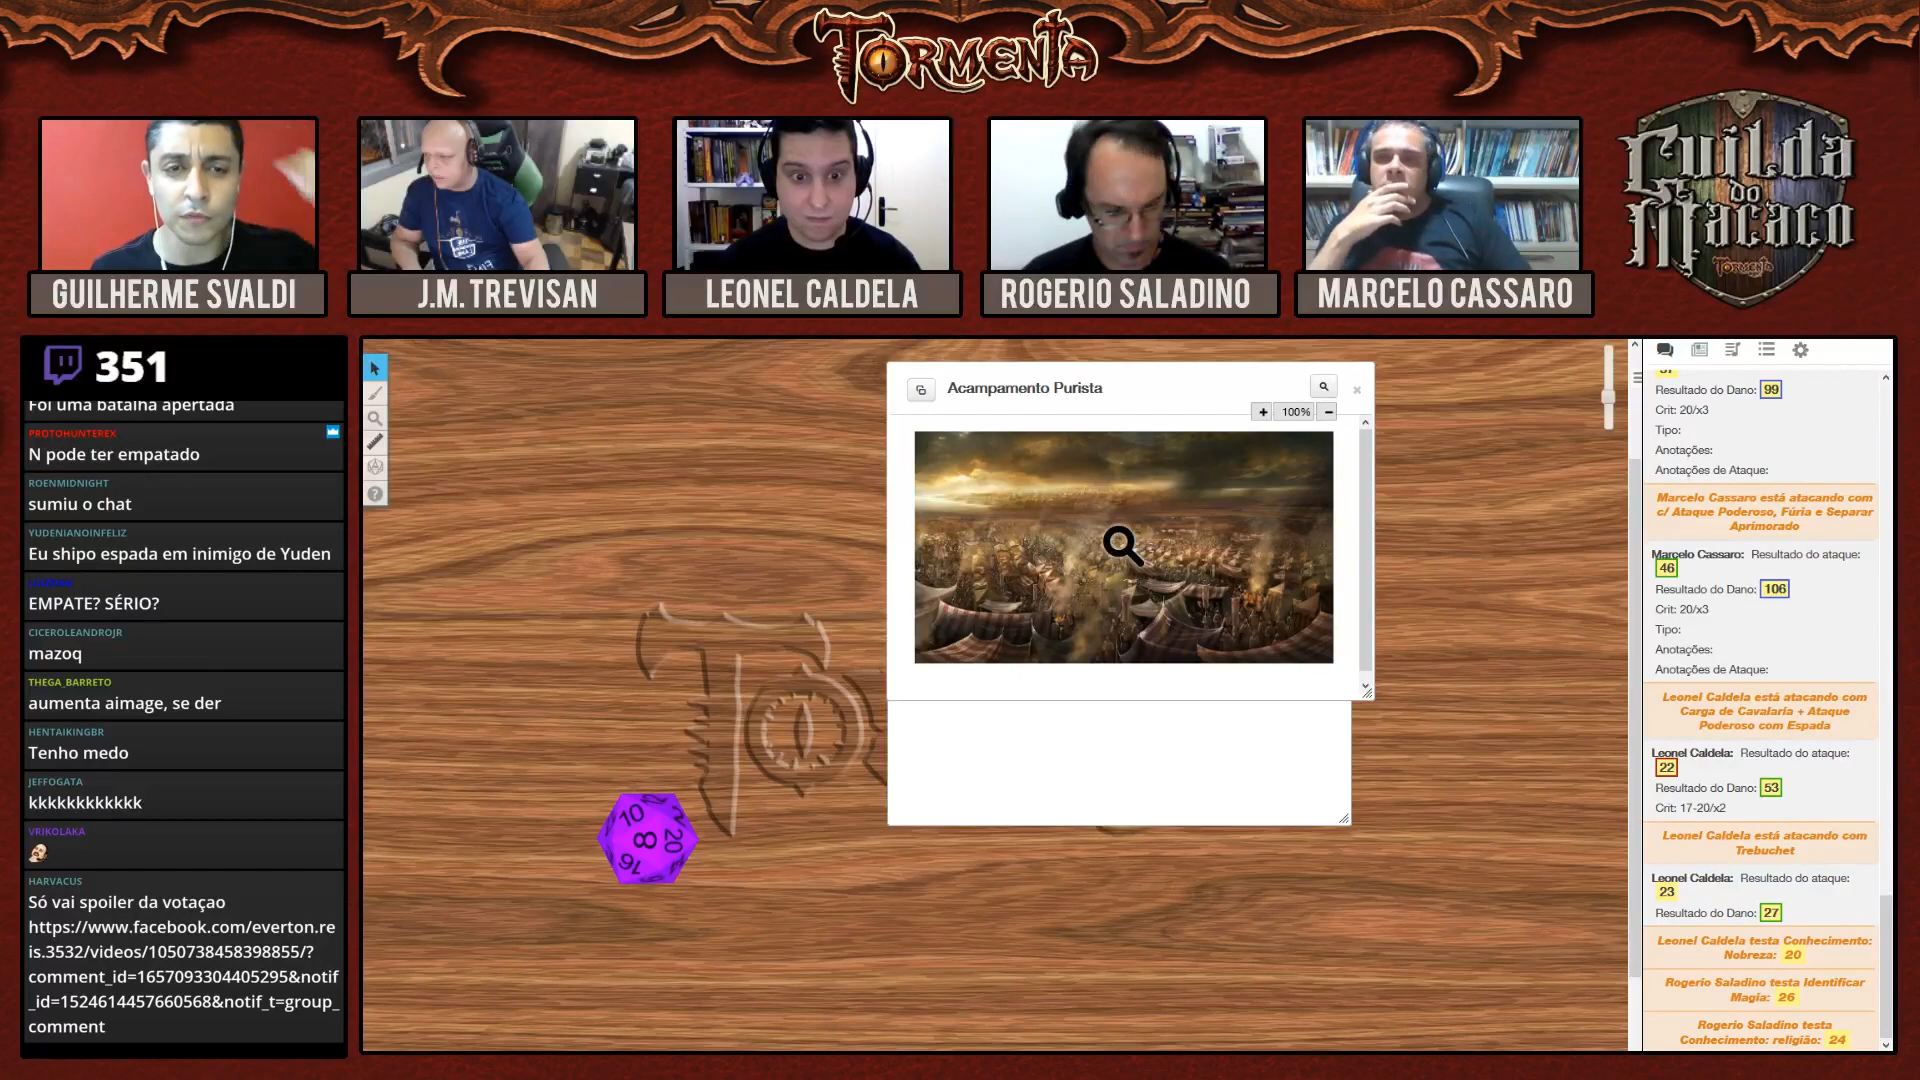 TORMENTA
Guilda
do
Macaco
TORMENTA
GUILHERME SVALDI
J.M. TREVISAN
LEONEL CALDELA
ROGERIO SALADINO
MARCELO CASSARO
351
Foi uma batalha apertada
PROTOHUNTEREX
N pode ter empatado
ROENMIDNIGHT
sumiu o chat
YUDENIANOINFELIZ
Eu shipo espada em inimigo de Yuden
EMPATE? SÉRIO?
CICEROLEANDROJR
mazoq
THEGA_BARRETO
aumenta aimage, se der
HENTAIKINGBR
Tenho medo
JEFFOGATA
kkkkkkkkkkkk
VRIKOLAKA
HARVACUS
Só vai spoiler da votaçao
https://www.facebook.com/everton.re
is.3532/videos/1050738458398855/?
comment_id=1657093304405295&notif
_id=1524614457660568&notif_t=group_
comment
Acampamento Purista
+ 100% −
10
8
20
16
Resultado do Dano: 99
Crit: 20/x3
Tipo:
Anotações:
Anotações de Ataque:
Marcelo Cassaro está atacando com
c/ Ataque Poderoso, Fúria e Separar
Aprimorado
Marcelo Cassaro: Resultado do ataque:
46
Resultado do Dano: 106
Crit: 20/x3
Tipo:
Anotações:
Anotações de Ataque:
Leonel Caldela está atacando com
Carga de Cavalaria + Ataque
Poderoso com Espada
Leonel Caldela: Resultado do ataque:
22
Resultado do Dano: 53
Crit: 17-20/x2
Leonel Caldela está atacando com
Trebuchet
Leonel Caldela: Resultado do ataque:
23
Resultado do Dano: 27
Leonel Caldela testa Conhecimento:
Nobreza: 20
Rogerio Saladino testa Identificar
Magia: 26
Rogerio Saladino testa
Conhecimento: religião: 24